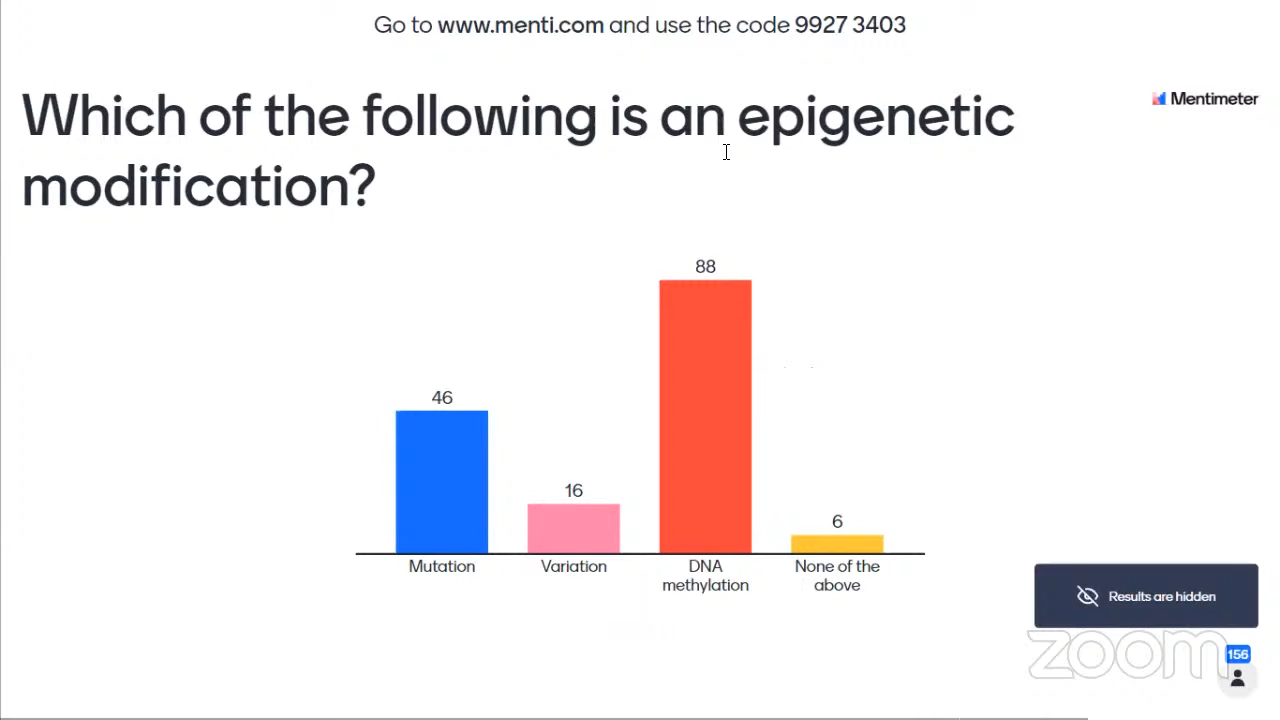 Go to www.menti.com and use the code 9927 3403
Mentimeter
Which of the following is an epigenetic
modification?
88
46
16
6
Mutation
Variation
DNA
methylation
None of the
above
Results are hidden
zoom
156